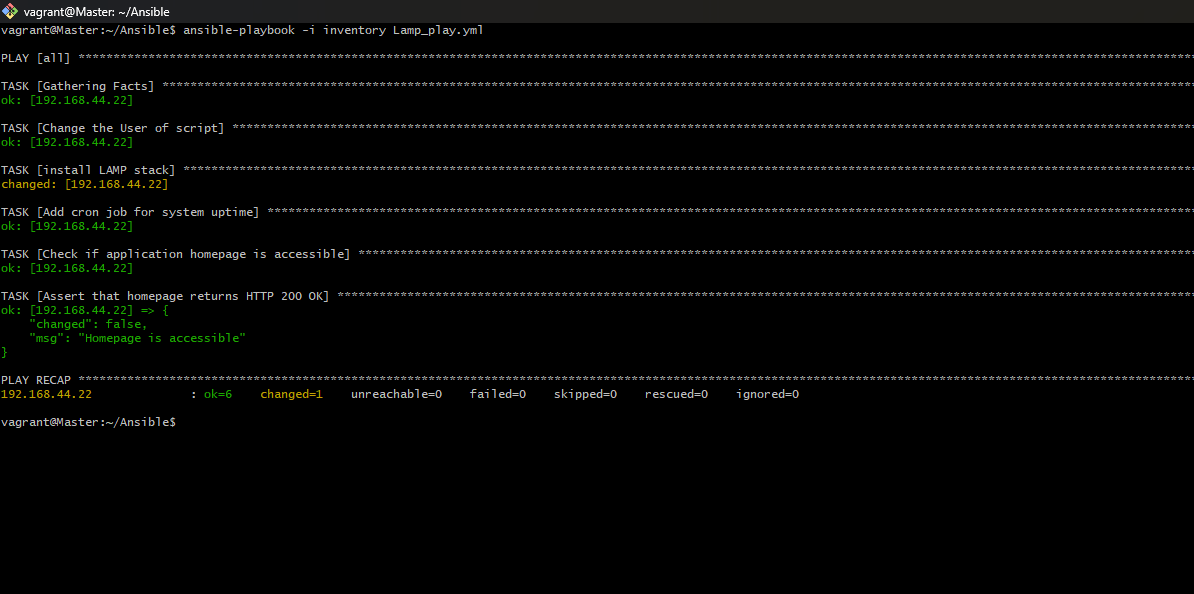 vagrant@Master: ~/Ansible
vagrant@Master:~/Ansible$ ansible-playbook -i inventory Lamp_play.yml
PLAY [all] ****************************************************************************************************************************************************************
TASK [Gathering Facts] ****************************************************************************************************************************************************
ok: [192.168.44.22]
TASK [Change the User of script] ******************************************************************************************************************************************
ok: [192.168.44.22]
TASK [install LAMP stack] *************************************************************************************************************************************************
changed: [192.168.44.22]
TASK [Add cron job for system uptime] *************************************************************************************************************************************
ok: [192.168.44.22]
TASK [Check if application homepage is accessible] ************************************************************************************************************************
ok: [192.168.44.22]
TASK [Assert that homepage returns HTTP 200 OK] ***************************************************************************************************************************
ok: [192.168.44.22] => {
    "changed": false,
    "msg": "Homepage is accessible"
}
PLAY RECAP ****************************************************************************************************************************************************************
192.168.44.22              : ok=6    changed=1    unreachable=0    failed=0    skipped=0    rescued=0    ignored=0
vagrant@Master:~/Ansible$